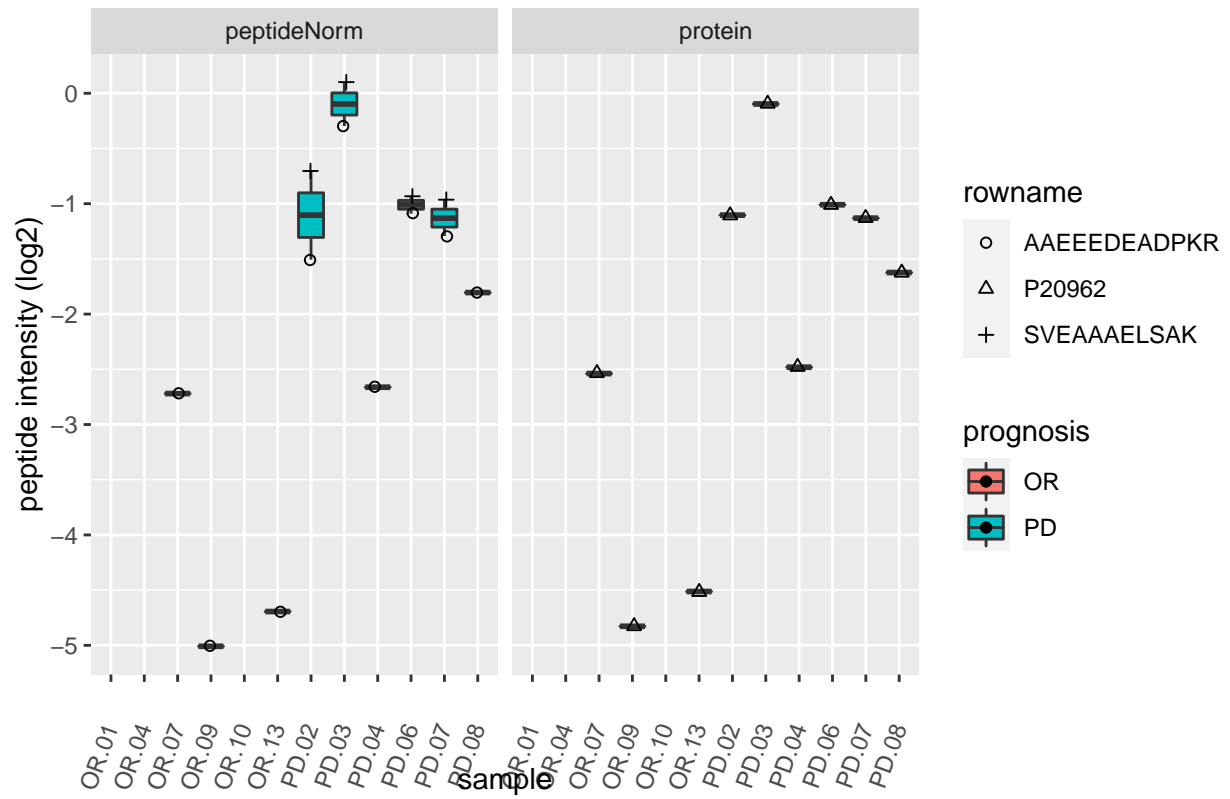 peptideNorm
protein
peptide intensity (log2)
0
−1
−2
−3
−4
−5
OR.01
OR.04
OR.07
OR.09
OR.10
OR.13
PD.02
PD.03
PD.04
PD.06
PD.07
PD.08
OR.01
OR.04
OR.07
OR.09
OR.10
OR.13
PD.02
PD.03
PD.04
PD.06
PD.07
PD.08
sample
rowname
AAEEEDEADPKR
P20962
SVEAAAELSAK
prognosis
OR
PD